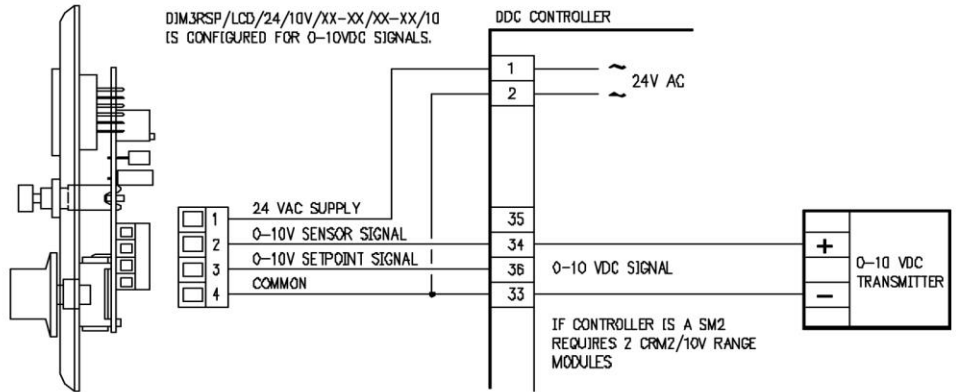 DIM3RSP/LCD/24/10V/XX-XX/XX-XX/10
IS CONFIGURED FOR 0-10VDC SIGNALS.
DDC CONTROLLER
1
2
24V AC
1
2
3
4
24 VAC SUPPLY
0-10V SENSOR SIGNAL
0-10V SETPOINT SIGNAL
COMMON
35
34
36
33
0-10 VDC SIGNAL
+
-
0-10 VDC
TRANSMITTER
IF CONTROLLER IS A SM2
REQUIRES 2 CRM2/10V RANGE
MODULES